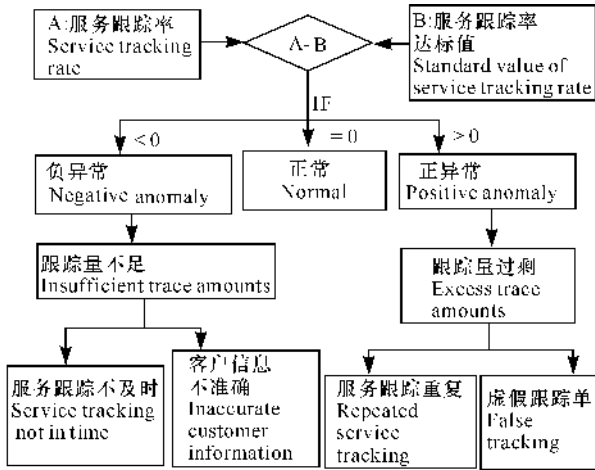 A:服务跟踪率
Service tracking
rate
A-B
B:服务跟踪率
达标值
Standard value of
service tracking rate
IF
<0
=0
>0
负异常
Negative anomaly
正常
Normal
正异常
Positive anomaly
跟踪量不足
Insufficient trace amounts
跟踪量过剩
Excess trace
amounts
服务跟踪不及时
Service tracking
not in time
客户信息
不准确
Inaccurate
customer
information
服务跟踪重复
Repeated
service
tracking
虚假跟踪单
False
tracking